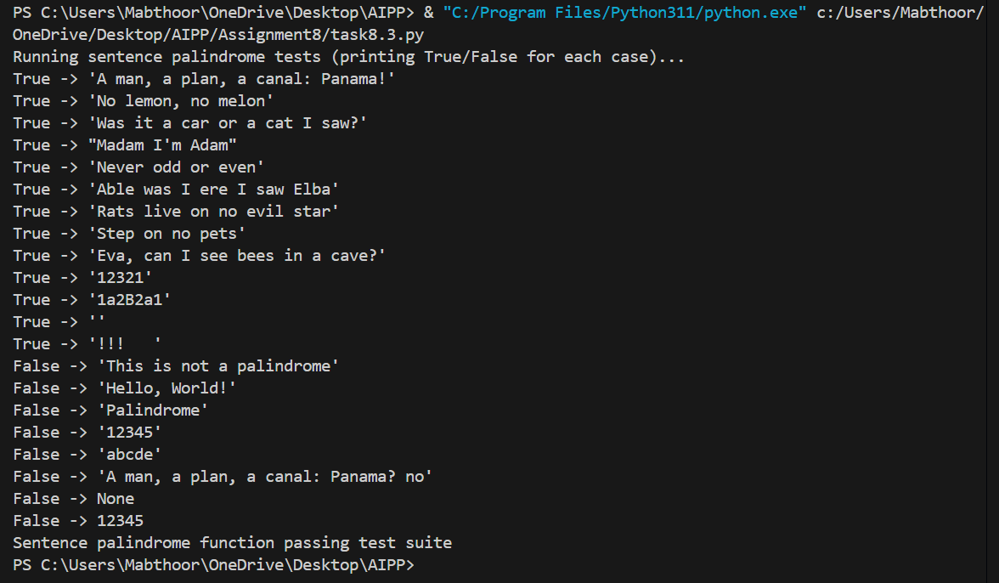 PS C:\Users\Mabthoor\OneDrive\Desktop\AIPP> & "C:/Program Files/Python311/python.exe" c:/Users/Mabthoor/
OneDrive/Desktop/AIPP/Assignment8/task8.3.py
Running sentence palindrome tests (printing True/False for each case)...
True -> 'A man, a plan, a canal: Panama!'
True -> 'No lemon, no melon'
True -> 'Was it a car or a cat I saw?'
True -> "Madam I'm Adam"
True -> 'Never odd or even'
True -> 'Able was I ere I saw Elba'
True -> 'Rats live on no evil star'
True -> 'Step on no pets'
True -> 'Eva, can I see bees in a cave?'
True -> '12321'
True -> '1a2B2a1'
True -> ''
True -> '!!!   '
False -> 'This is not a palindrome'
False -> 'Hello, World!'
False -> 'Palindrome'
False -> '12345'
False -> 'abcde'
False -> 'A man, a plan, a canal: Panama? no'
False -> None
False -> 12345
Sentence palindrome function passing test suite
PS C:\Users\Mabthoor\OneDrive\Desktop\AIPP>